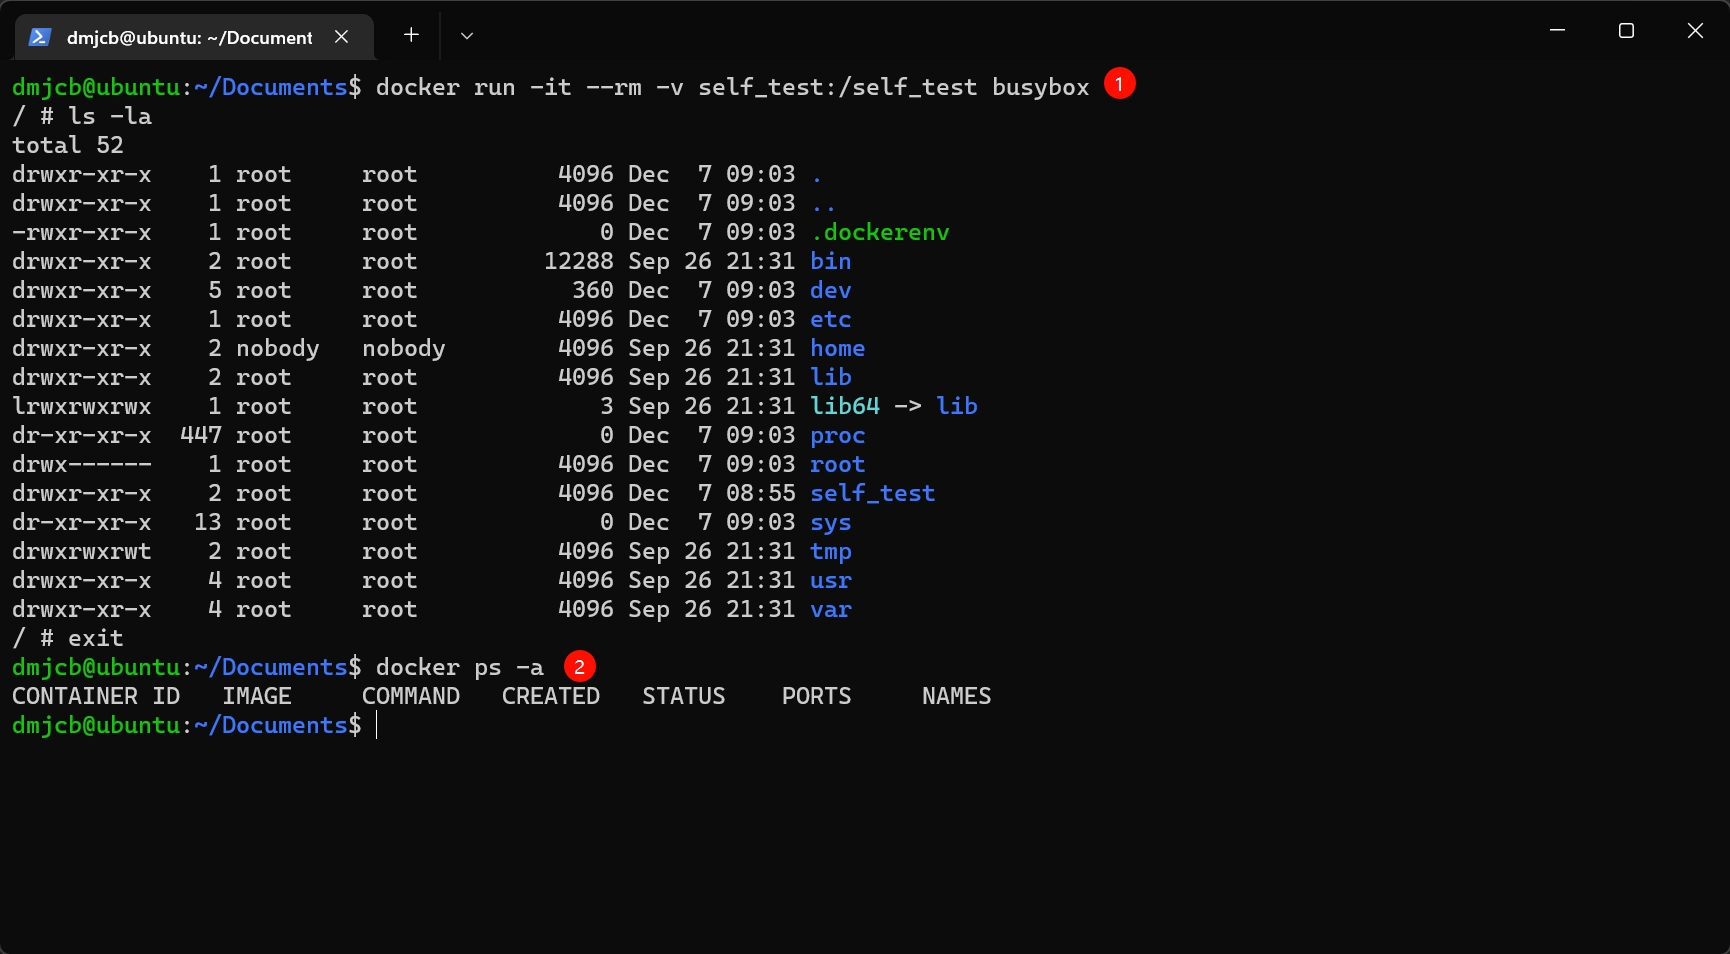 dmjcb@ubuntu: ~/Document
dmjcb@ubuntu:~/Documents$ docker run -it --rm -v self_test:/self_test busybox 1
/ # ls -la
total 52
drwxr-xr-x    1 root     root          4096 Dec  7 09:03 .
drwxr-xr-x    1 root     root          4096 Dec  7 09:03 ..
-rwxr-xr-x    1 root     root             0 Dec  7 09:03 .dockerenv
drwxr-xr-x    2 root     root         12288 Sep 26 21:31 bin
drwxr-xr-x    5 root     root           360 Dec  7 09:03 dev
drwxr-xr-x    1 root     root          4096 Dec  7 09:03 etc
drwxr-xr-x    2 nobody   nobody        4096 Sep 26 21:31 home
drwxr-xr-x    2 root     root          4096 Sep 26 21:31 lib
lrwxrwxrwx    1 root     root             3 Sep 26 21:31 lib64 -> lib
dr-xr-xr-x  447 root     root             0 Dec  7 09:03 proc
drwx------    1 root     root          4096 Dec  7 09:03 root
drwxr-xr-x    2 root     root          4096 Dec  7 08:55 self_test
dr-xr-xr-x   13 root     root             0 Dec  7 09:03 sys
drwxrwxrwt    2 root     root          4096 Sep 26 21:31 tmp
drwxr-xr-x    4 root     root          4096 Sep 26 21:31 usr
drwxr-xr-x    4 root     root          4096 Sep 26 21:31 var
/ # exit
dmjcb@ubuntu:~/Documents$ docker ps -a 2
CONTAINER ID   IMAGE     COMMAND   CREATED   STATUS    PORTS     NAMES
dmjcb@ubuntu:~/Documents$